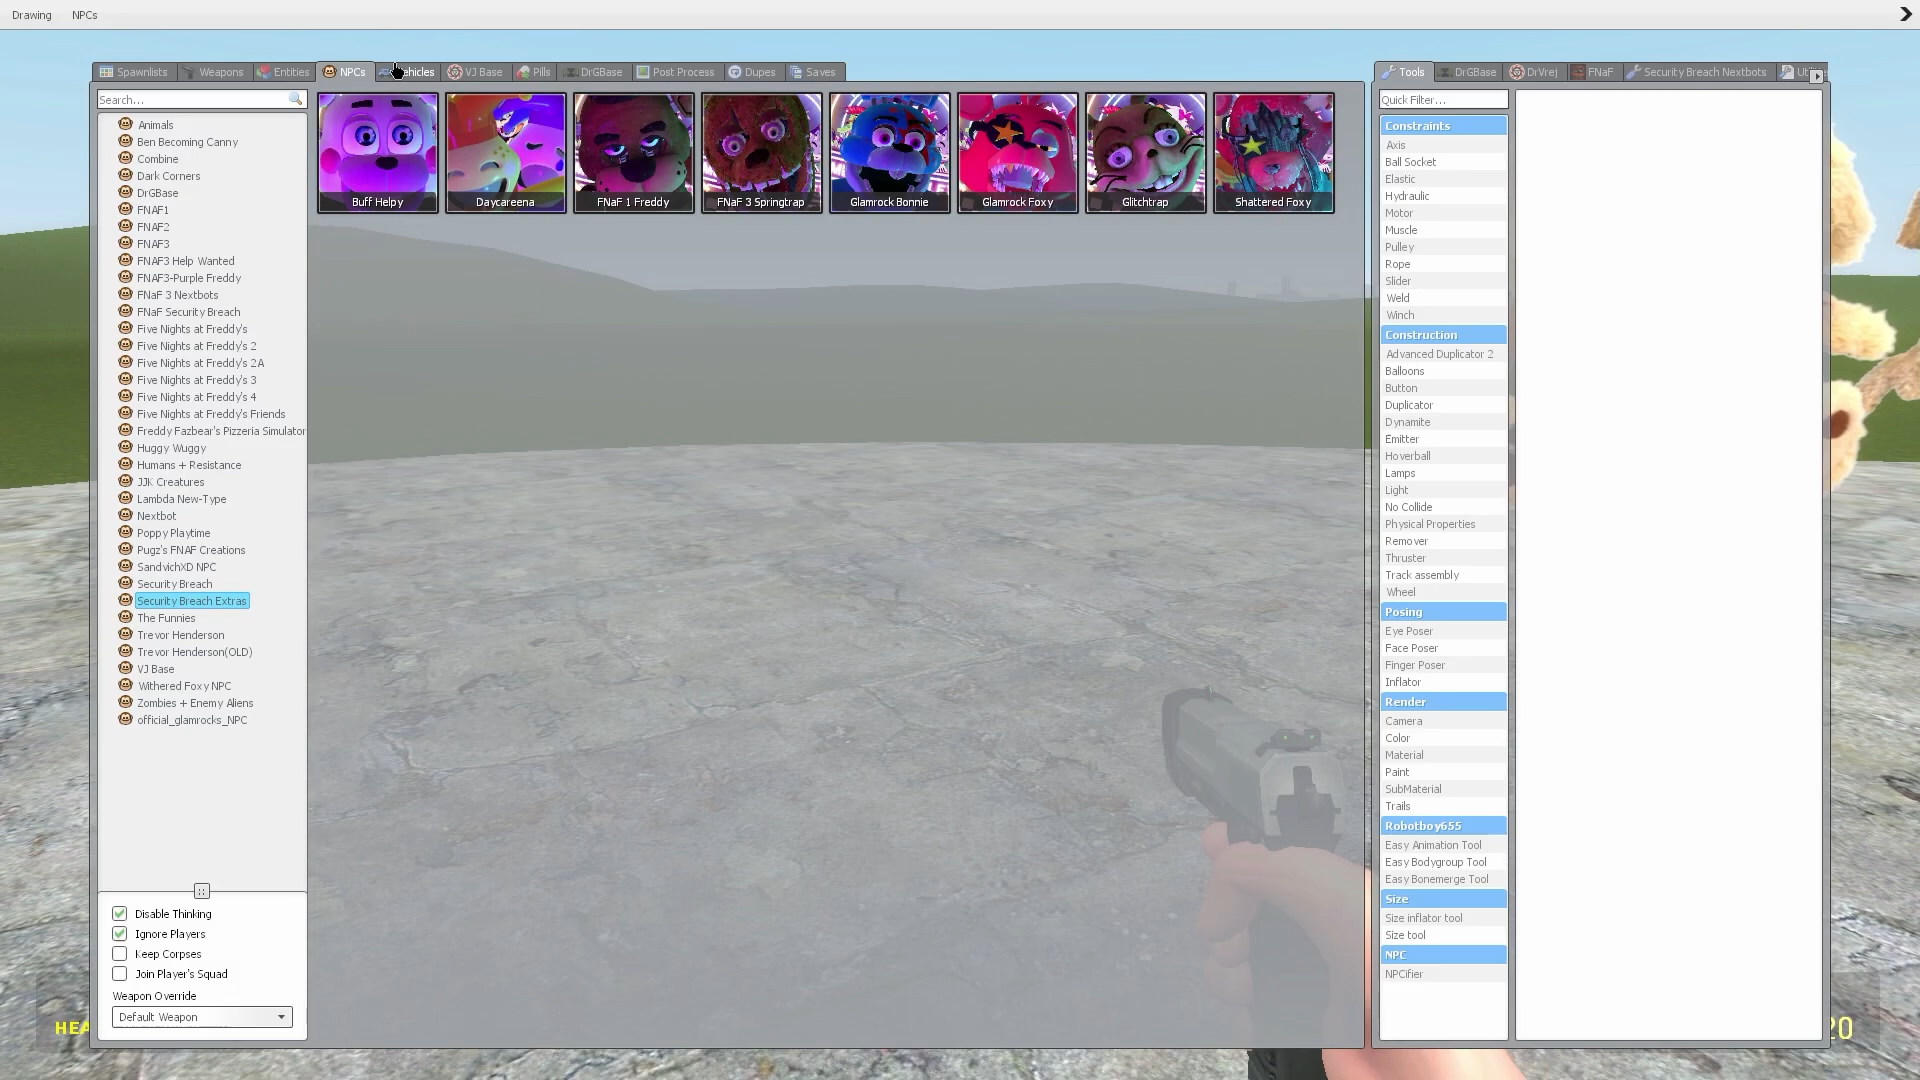 Drawing NPCs
Spawnlists Weapons Entities NPCs Vehicles VJ Base Pills DrGBase Post Process Dupes Saves
Search...
Animals
Ben Becoming Canny
Combine
Dark Corners
DrGBase
FNAF1
FNAF2
FNAF3
FNAF3 Help Wanted
FNAF3-Purple Freddy
FNaF 3 Nextbots
FNaF Security Breach
Five Nights at Freddy's
Five Nights at Freddy's 2
Five Nights at Freddy's 2A
Five Nights at Freddy's 3
Five Nights at Freddy's 4
Five Nights at Freddy's Friends
Freddy Fazbear's Pizzeria Simulator
Huggy Wuggy
Humans + Resistance
JJK Creatures
Lambda New-Type
Nextbot
Poppy Playtime
Pugz's FNAF Creations
SandvichXD NPC
Security Breach
Security Breach Extras
The Funnies
Trevor Henderson
Trevor Henderson(OLD)
VJ Base
Withered Foxy NPC
Zombies + Enemy Aliens
official_glamrocks_NPC
Disable Thinking
Ignore Players
Keep Corpses
Join Player's Squad
Weapon Override
Default Weapon
HEA
Buff Helpy Daycareena FNaF 1 Freddy FNaF 3 Springtrap Glamrock Bonnie Glamrock Foxy Glitchtrap Shattered Foxy
Tools DrGBase DrVrej FNaF Security Breach Nextbots
Quick Filter...
Constraints
Axis
Ball Socket
Elastic
Hydraulic
Motor
Muscle
Pulley
Rope
Slider
Weld
Winch
Construction
Advanced Duplicator 2
Balloons
Button
Duplicator
Dynamite
Emitter
Hoverball
Lamps
Light
No Collide
Physical Properties
Remover
Thruster
Track assembly
Wheel
Posing
Eye Poser
Face Poser
Finger Poser
Inflator
Render
Camera
Color
Material
Paint
SubMaterial
Trails
Robotboy655
Easy Animation Tool
Easy Bodygroup Tool
Easy Bonemerge Tool
Size
Size inflator tool
Size tool
NPC
NPCifier
20